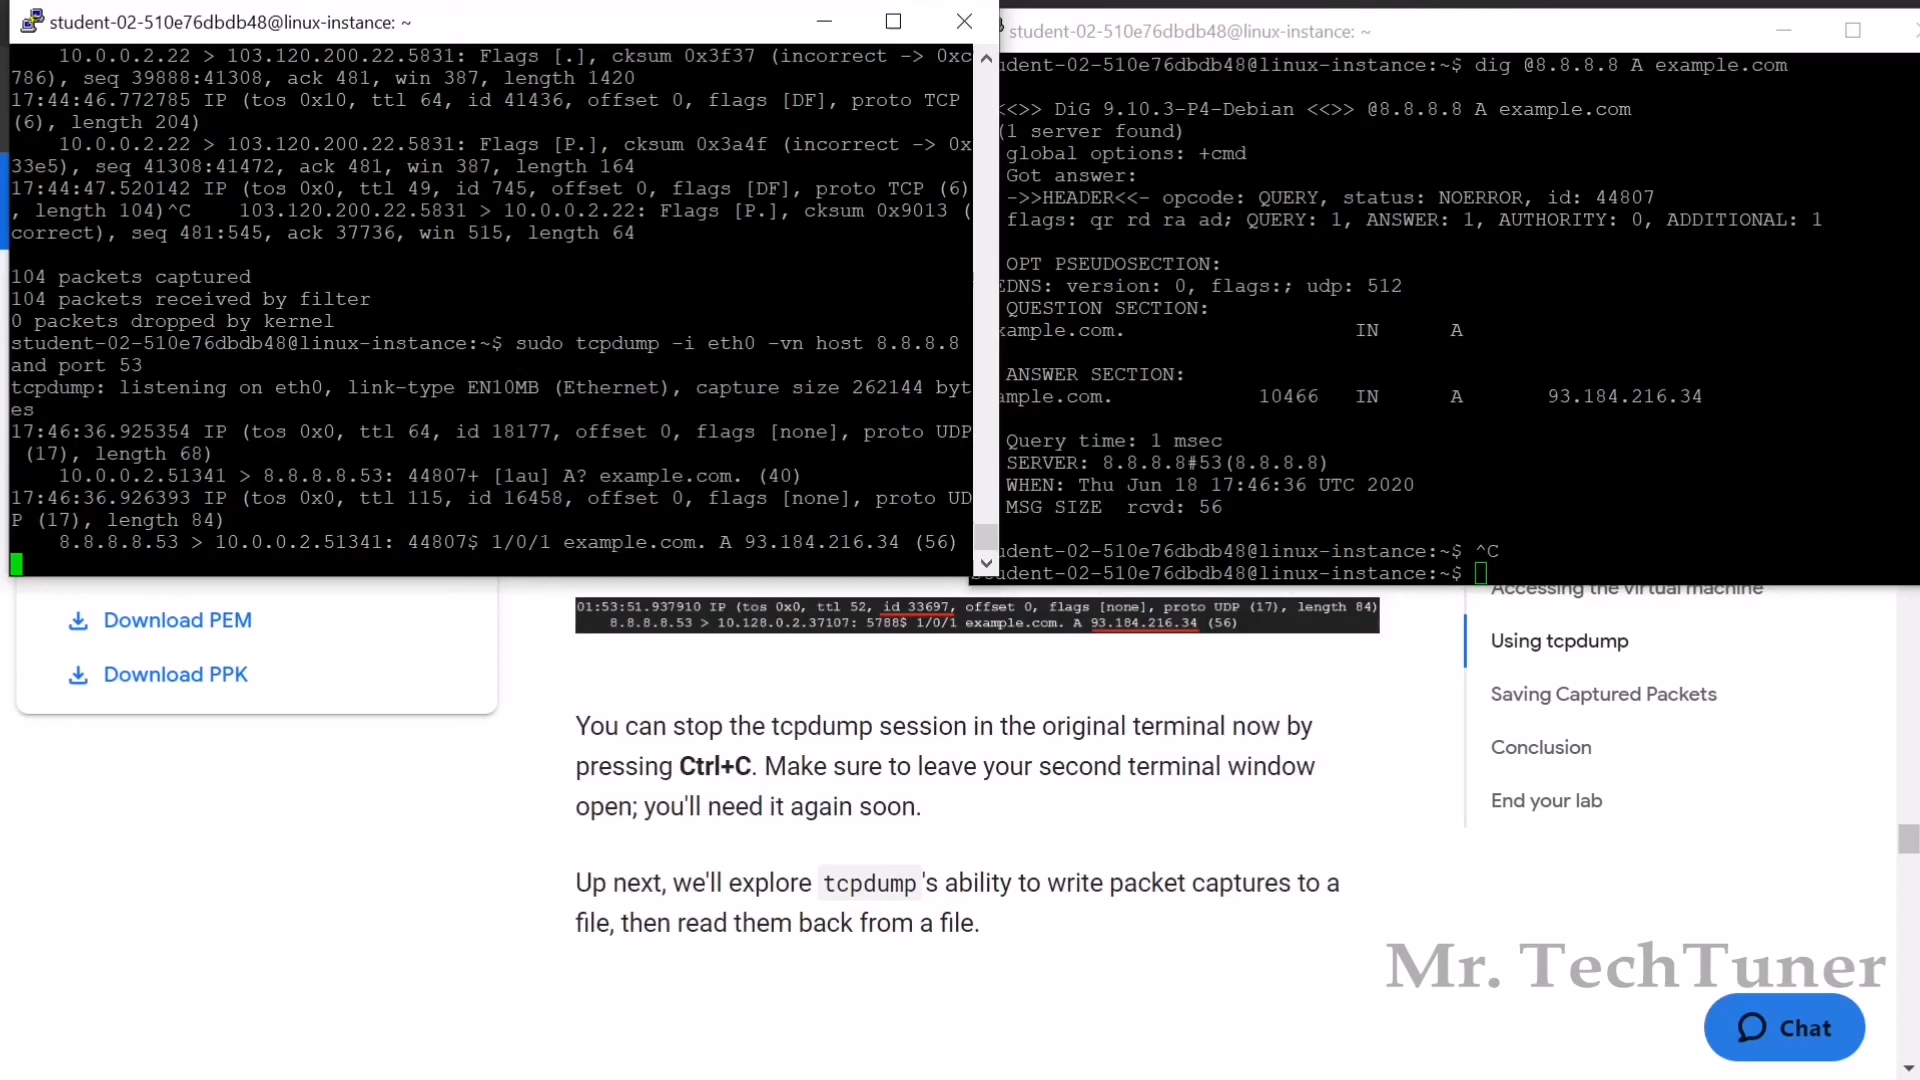 student-02-510e76dbdb48@linux-instance: ~
10.0.0.2.22 > 103.120.200.22.5831: Flags [.], cksum 0x3f37 (incorrect -> 0xc
786), seq 39888:41308, ack 481, win 387, length 1420
17:44:46.772785 IP (tos 0x10, ttl 64, id 41436, offset 0, flags [DF], proto TCP
(6), length 204)
10.0.0.2.22 > 103.120.200.22.5831: Flags [P.], cksum 0x3a4f (incorrect -> 0x
33e5), seq 41308:41472, ack 481, win 387, length 164
17:44:47.520142 IP (tos 0x0, ttl 49, id 745, offset 0, flags [DF], proto TCP (6)
, length 104)^C    103.120.200.22.5831 > 10.0.0.2.22: Flags [P.], cksum 0x9013 (
correct), seq 481:545, ack 37736, win 515, length 64
104 packets captured
104 packets received by filter
0 packets dropped by kernel
student-02-510e76dbdb48@linux-instance:~$ sudo tcpdump -i eth0 -vn host 8.8.8.8
and port 53
tcpdump: listening on eth0, link-type EN10MB (Ethernet), capture size 262144 byt
es
17:46:36.925354 IP (tos 0x0, ttl 64, id 18177, offset 0, flags [none], proto UDP
(17), length 68)
10.0.0.2.51341 > 8.8.8.8.53: 44807+ [1au] A? example.com. (40)
17:46:36.926393 IP (tos 0x0, ttl 115, id 16458, offset 0, flags [none], proto UD
P (17), length 84)
8.8.8.8.53 > 10.0.0.2.51341: 44807$ 1/0/1 example.com. A 93.184.216.34 (56)
student-02-510e76dbdb48@linux-instance: ~
udent-02-510e76dbdb48@linux-instance:~$ dig @8.8.8.8 A example.com
<<>> DiG 9.10.3-P4-Debian <<>> @8.8.8.8 A example.com
(1 server found)
global options: +cmd
Got answer:
->>HEADER<<- opcode: QUERY, status: NOERROR, id: 44807
flags: qr rd ra ad; QUERY: 1, ANSWER: 1, AUTHORITY: 0, ADDITIONAL: 1
OPT PSEUDOSECTION:
EDNS: version: 0, flags:; udp: 512
QUESTION SECTION:
xample.com. IN A
ANSWER SECTION:
ample.com. 10466 IN A 93.184.216.34
Query time: 1 msec
SERVER: 8.8.8.8#53(8.8.8.8)
WHEN: Thu Jun 18 17:46:36 UTC 2020
MSG SIZE  rcvd: 56
udent-02-510e76dbdb48@linux-instance:~$ ^C
student-02-510e76dbdb48@linux-instance:~$
Download PEM
Download PPK
01:53:51.937910 IP (tos 0x0, ttl 52, id 33697, offset 0, flags [none], proto UDP (17), length 84)
8.8.8.8.53 > 10.128.0.2.37107: 5788$ 1/0/1 example.com. A 93.184.216.34 (56)
You can stop the tcpdump session in the original terminal now by
pressing Ctrl+C. Make sure to leave your second terminal window
open; you'll need it again soon.
Up next, we'll explore tcpdump's ability to write packet captures to a
file, then read them back from a file.
Accessing the virtual machine
Using tcpdump
Saving Captured Packets
Conclusion
End your lab
Mr. TechTuner
Chat